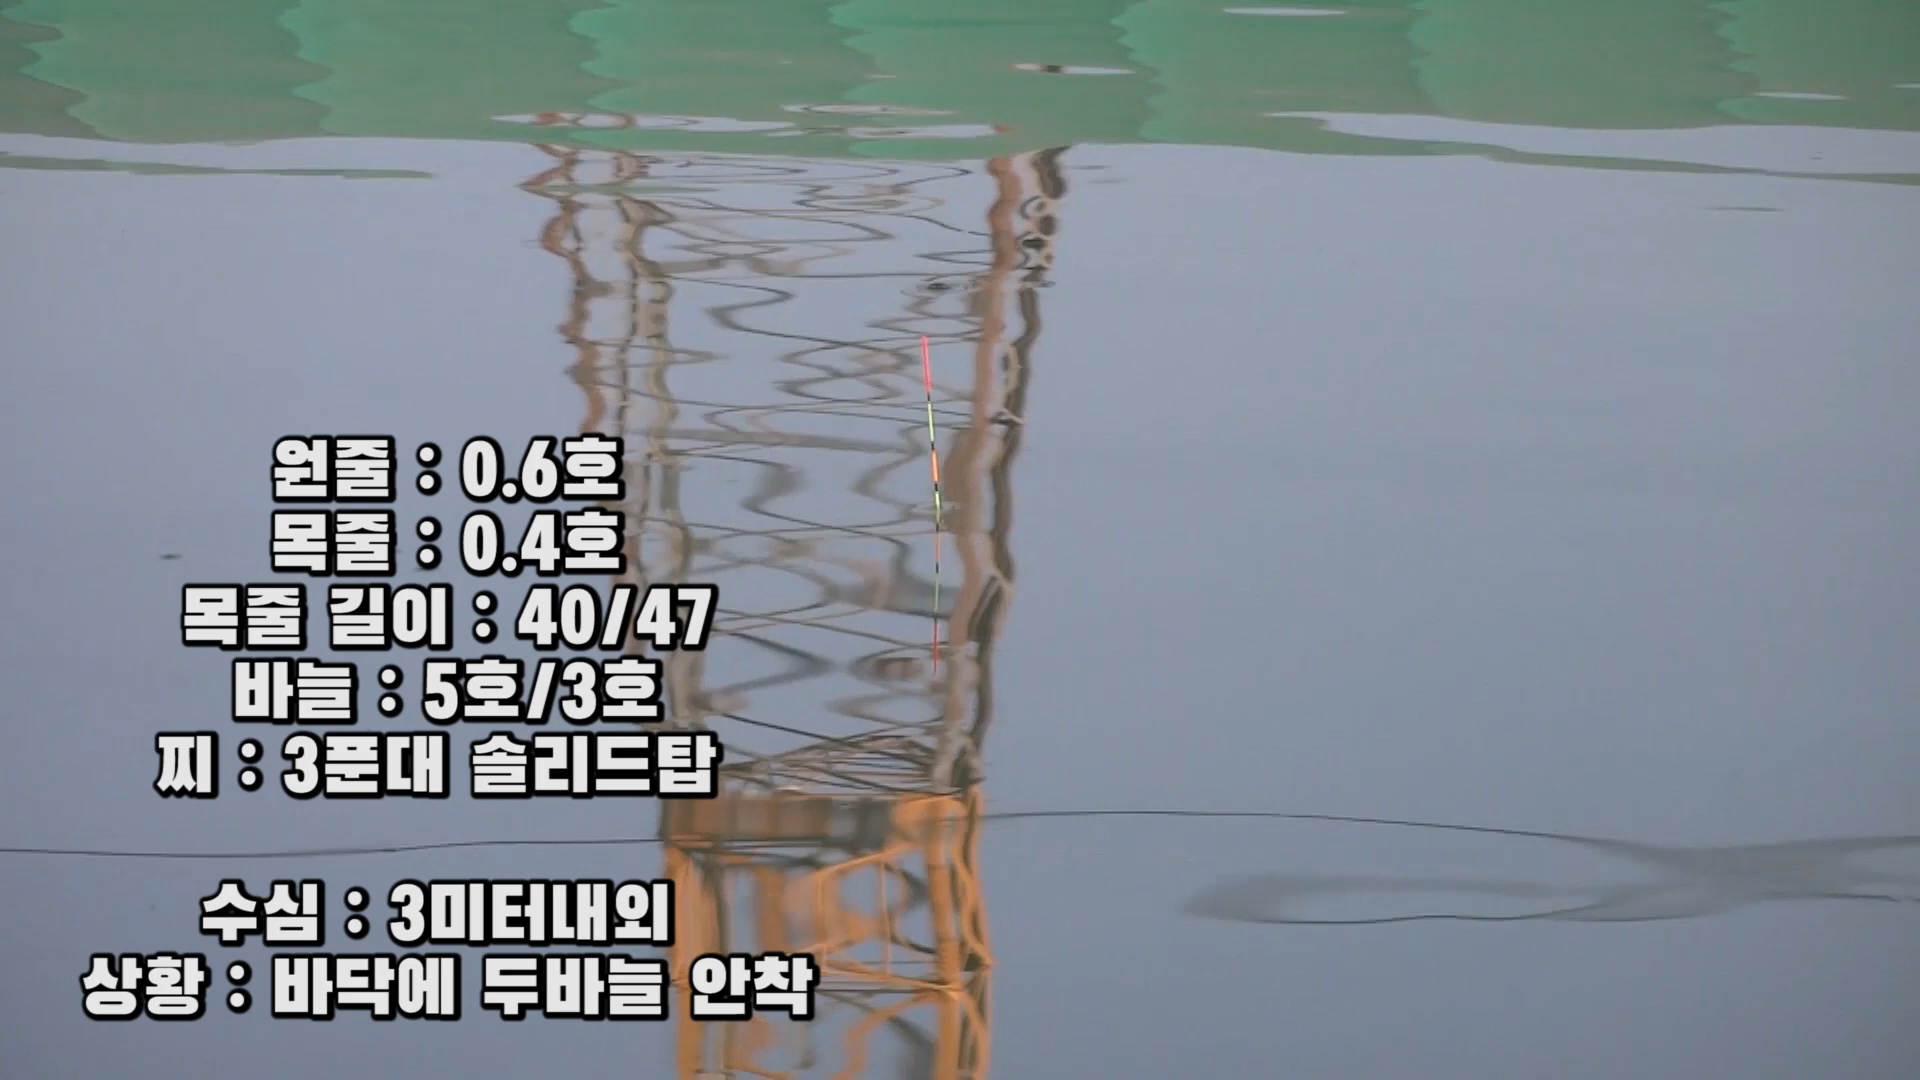 원줄 : 0.6호
목줄 : 0.4호
목줄 길이 : 40/47
바늘 : 5호/3호
찌 : 3푼대 솔리드탑
수심 : 3미터내외
상황 : 바닥에 두바늘 안착